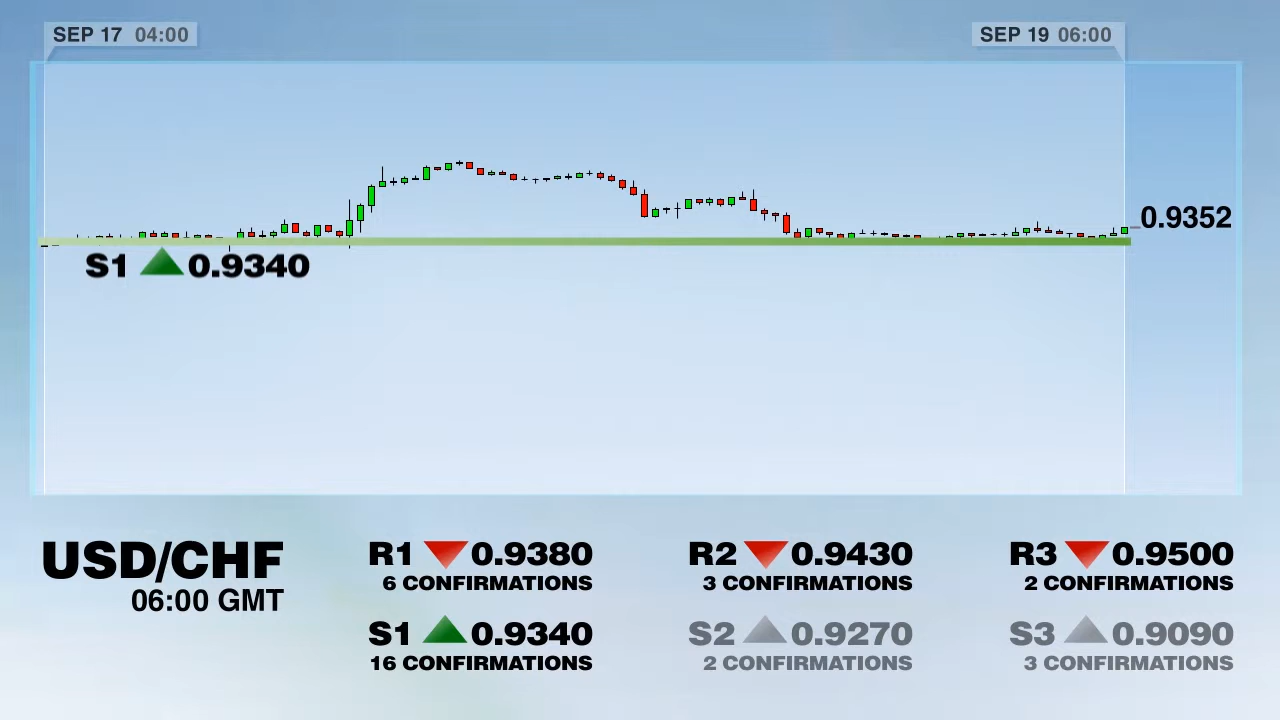 SEP 17 04:00
SEP 19 06:00
0.9352
S1 0.9340
USD/CHF
06:00 GMT
R1 0.9380
6 CONFIRMATIONS
R2 0.9430
3 CONFIRMATIONS
R3 0.9500
2 CONFIRMATIONS
S1 0.9340
16 CONFIRMATIONS
S2 0.9270
2 CONFIRMATIONS
S3 0.9090
3 CONFIRMATIONS